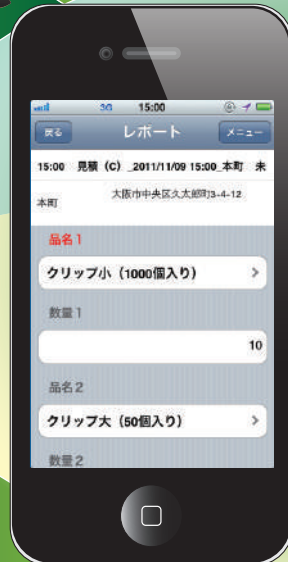 3G 15:00
戻る レポート メニュー
15:00 見積（C）_2011/11/09 15:00_本町 未
本町 大阪市中央区久太郎町3-4-12
品名１
クリップ小（1000個入り）
数量１
10
品名２
クリップ大（50個入り）
数量２